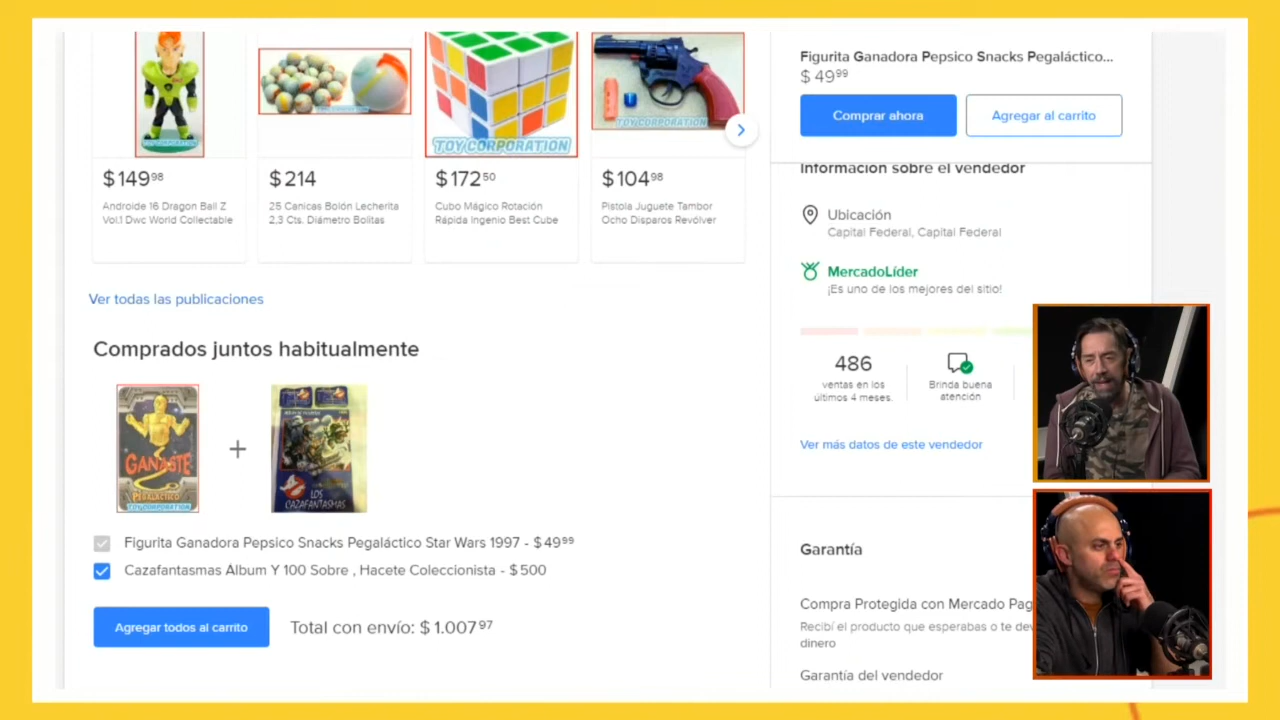 TOY CORPORATION
TOY CORPORATION
$ 149 98
$ 214
$ 172 50
$ 104 98
Androide 16 Dragon Ball Z
Vol.1 Dwc World Collectable
25 Canicas Bolón Lecherita
2,3 Cts. Diámetro Bolitas
Cubo Mágico Rotación
Rápida Ingenio Best Cube
Pistola Juguete Tambor
Ocho Disparos Revólver
Ver todas las publicaciones
Comprados juntos habitualmente
GANASTE
PEGALACTICO
TOY CORPORATION
+
LOS
CAZAFANTASMAS
Figurita Ganadora Pepsico Snacks Pegaláctico Star Wars 1997 - $ 49 99
Cazafantasmas Album Y 100 Sobre , Hacete Coleccionista - $ 500
Agregar todos al carrito
Total con envío: $ 1.007 97
Figurita Ganadora Pepsico Snacks Pegaláctico...
$ 49 99
Comprar ahora
Agregar al carrito
Información sobre el vendedor
Ubicación
Capital Federal, Capital Federal
MercadoLíder
¡Es uno de los mejores del sitio!
486
ventas en los
últimos 4 meses.
Brinda buena
atención
Ver más datos de este vendedor
Garantía
Compra Protegida con Mercado Pag
Recibí el producto que esperabas o te dev
dinero
Garantía del vendedor